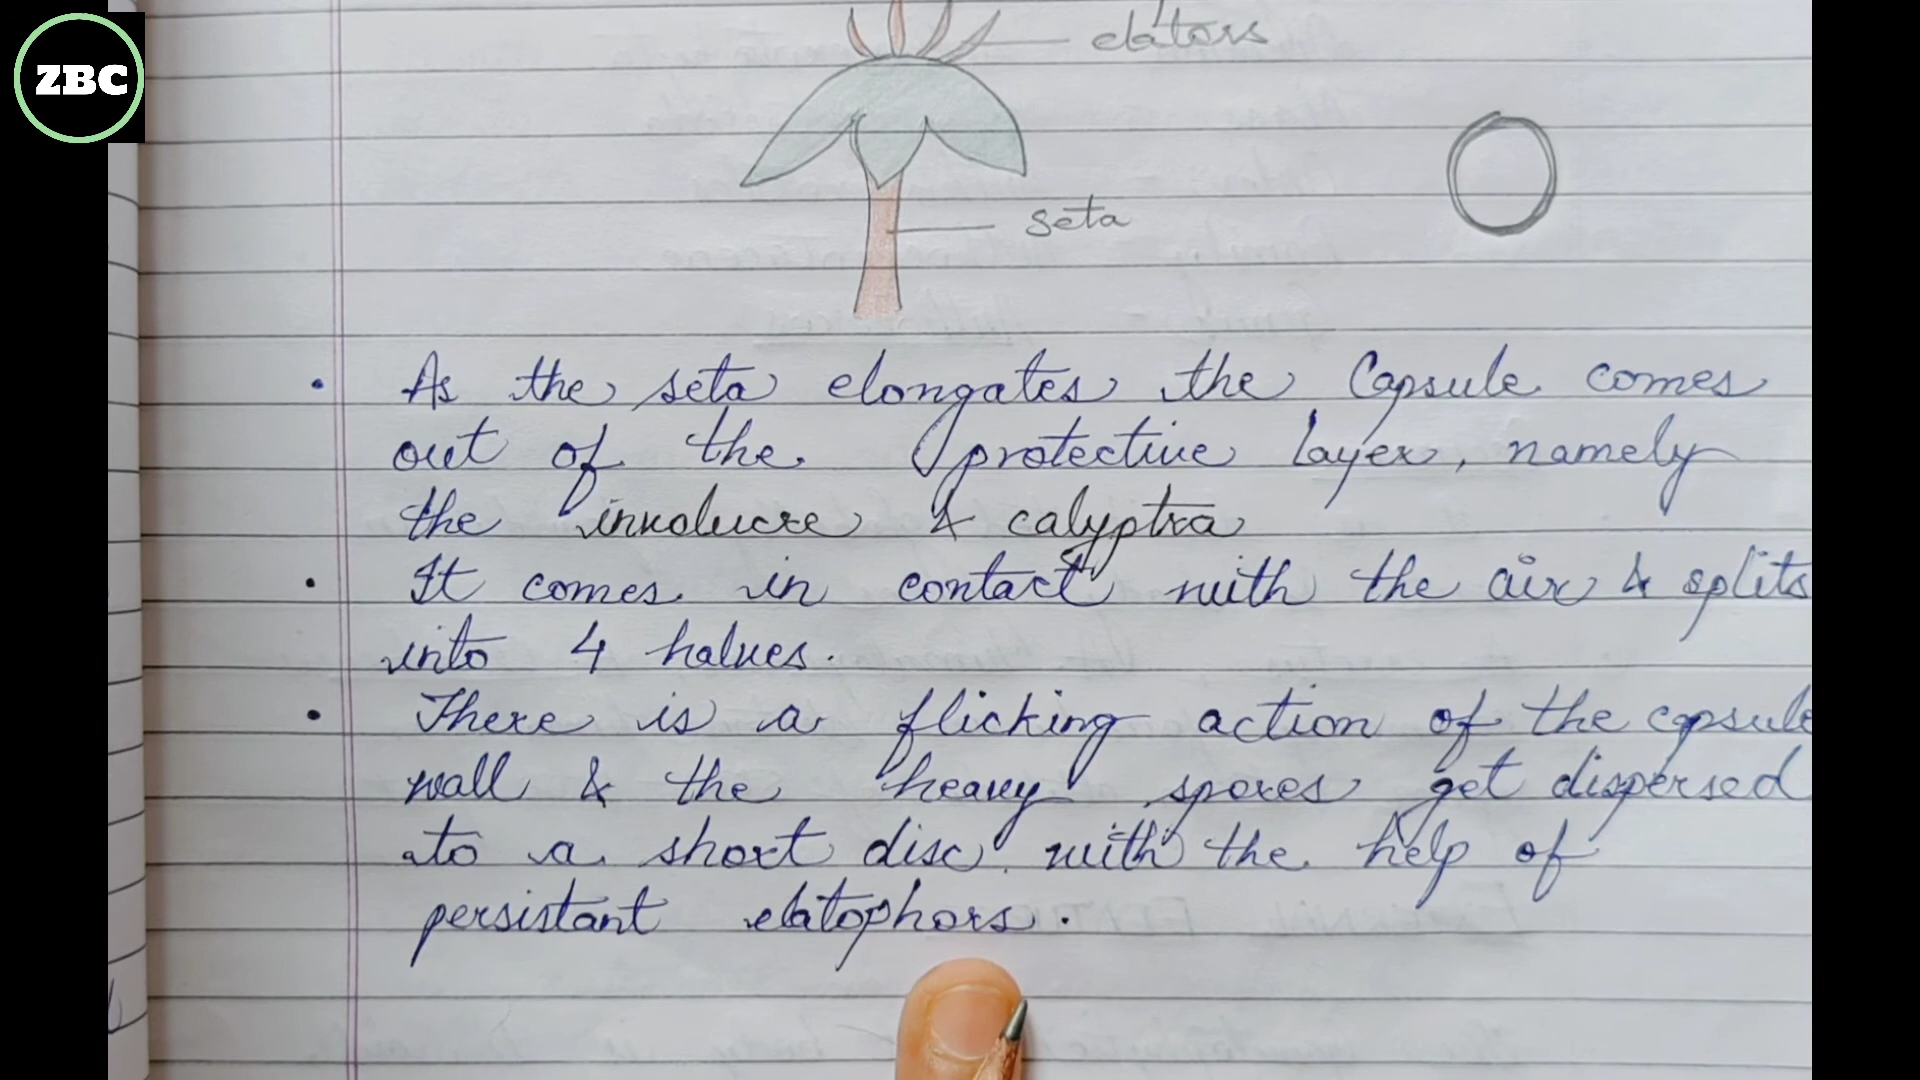 ZBC
elators
seta
• As the seta elongates the Capsule comes
out of the protective layer, namely
the involucre & calyptra
• It comes in contact with the air & splits
into 4 halves.
• There is a flicking action of the capsule
wall & the heavy spores get dispersed
to a short disc with the help of
persistant elatophors.